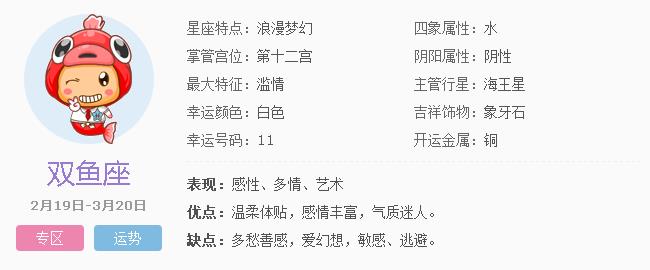 星座特点：浪漫梦幻 四象属性：水
掌管宫位：第十二宫 阴阳属性：阴性
最大特征：滥情 主管行星：海王星
幸运颜色：白色 吉祥饰物：象牙石
幸运号码：11 开运金属：铜
双鱼座
2月19日-3月20日
专区 运势
表现：感性、多情、艺术
优点：温柔体贴，感情丰富，气质迷人。
缺点：多愁善感，爱幻想，敏感、逃避。